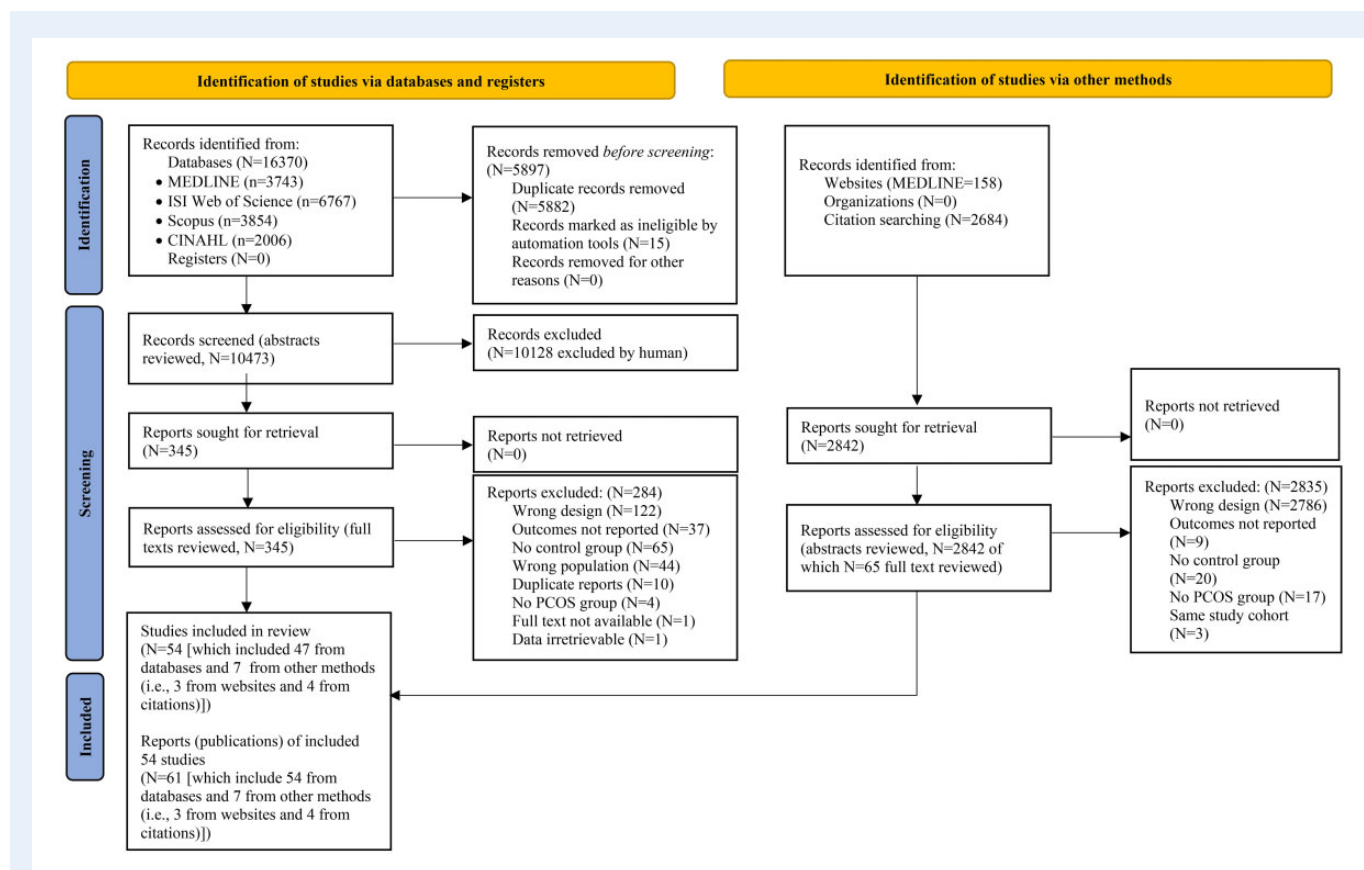 Identification of studies via databases and registers
Identification of studies via other methods
Identification
Records identified from:
Databases (N=16370)
• MEDLINE (n=3743)
• ISI Web of Science (n=6767)
• Scopus (n=3854)
• CINAHL (n=2006)
Registers (N=0)
Records removed before screening:
(N=5897)
Duplicate records removed
(N=5882)
Records marked as ineligible by
automation tools (N=15)
Records removed for other
reasons (N=0)
Records identified from:
Websites (MEDLINE=158)
Organizations (N=0)
Citation searching (N=2684)
Screening
Records screened (abstracts
reviewed, N=10473)
Records excluded
(N=10128 excluded by human)
Reports sought for retrieval
(N=345)
Reports not retrieved
(N=0)
Reports sought for retrieval
(N=2842)
Reports not retrieved
(N=0)
Reports assessed for eligibility (full
texts reviewed, N=345)
Reports excluded: (N=284)
Wrong design (N=122)
Outcomes not reported (N=37)
No control group (N=65)
Wrong population (N=44)
Duplicate reports (N=10)
No PCOS group (N=4)
Full text not available (N=1)
Data irretrievable (N=1)
Reports assessed for eligibility
(abstracts reviewed, N=2842 of
which N=65 full text reviewed)
Reports excluded: (N=2835)
Wrong design (N=2786)
Outcomes not reported
(N=9)
No control group
(N=20)
No PCOS group (N=17)
Same study cohort
(N=3)
Included
Studies included in review
(N=54 [which included 47 from
databases and 7 from other methods
(i.e., 3 from websites and 4 from
citations)])
Reports (publications) of included
54 studies
(N=61 [which include 54 from
databases and 7 from other methods
(i.e., 3 from websites and 4 from
citations)])